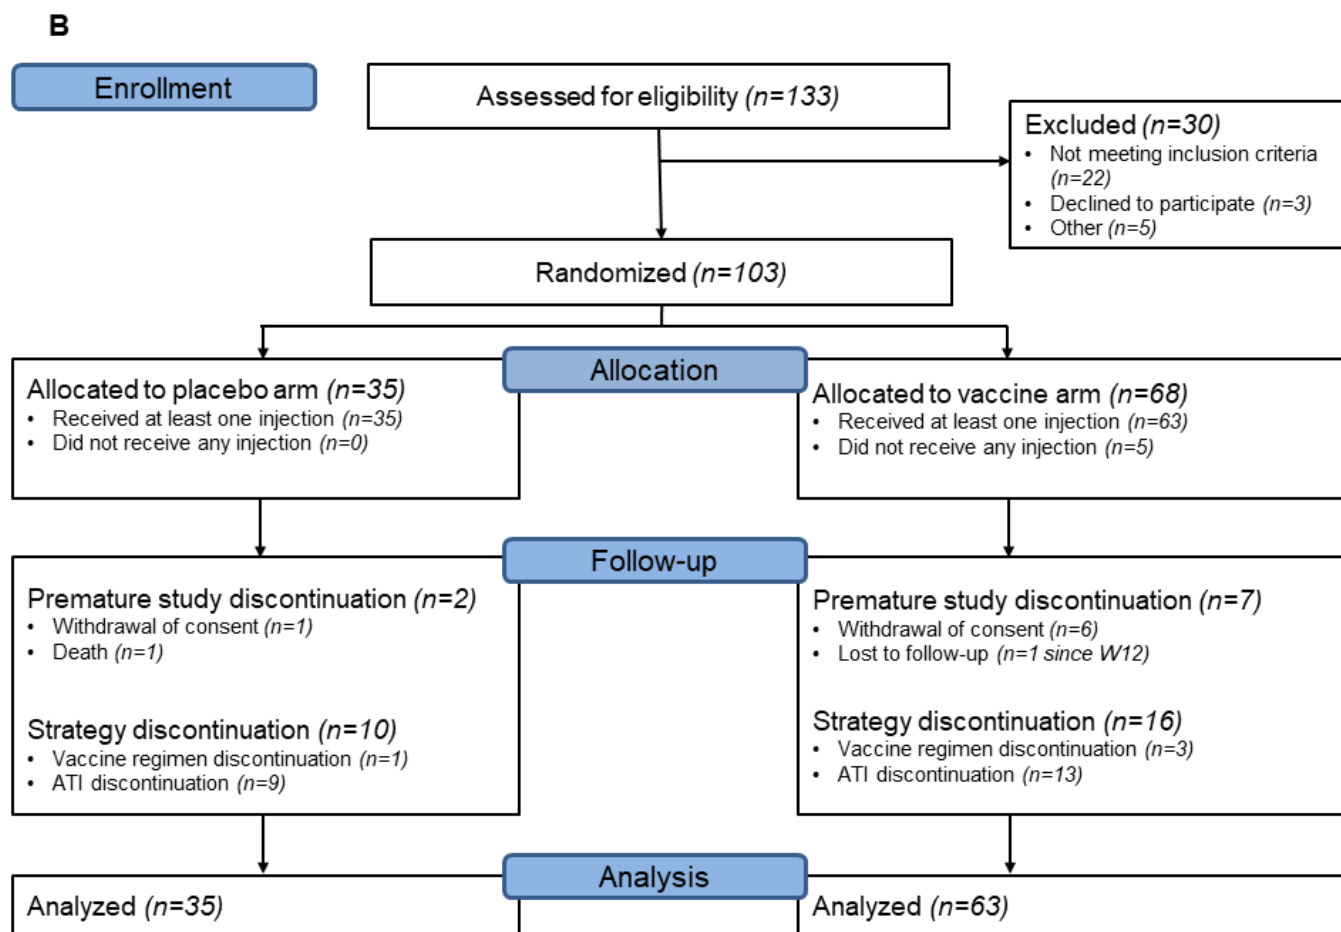 B
Enrollment
Assessed for eligibility (n=133)
Excluded (n=30)
• Not meeting inclusion criteria
(n=22)
• Declined to participate (n=3)
• Other (n=5)
Randomized (n=103)
Allocation
Allocated to placebo arm (n=35)
• Received at least one injection (n=35)
• Did not receive any injection (n=0)
Allocated to vaccine arm (n=68)
• Received at least one injection (n=63)
• Did not receive any injection (n=5)
Follow-up
Premature study discontinuation (n=2)
• Withdrawal of consent (n=1)
• Death (n=1)
Strategy discontinuation (n=10)
• Vaccine regimen discontinuation (n=1)
• ATI discontinuation (n=9)
Premature study discontinuation (n=7)
• Withdrawal of consent (n=6)
• Lost to follow-up (n=1 since W12)
Strategy discontinuation (n=16)
• Vaccine regimen discontinuation (n=3)
• ATI discontinuation (n=13)
Analysis
Analyzed (n=35)
Analyzed (n=63)